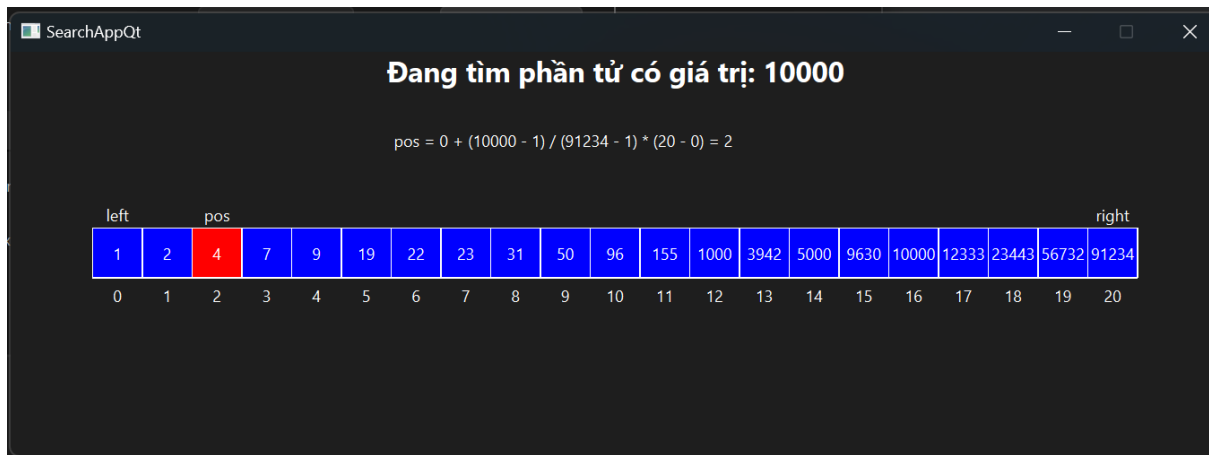 SearchAppQt
Đang tìm phần tử có giá trị: 10000
pos = 0 + (10000 - 1) / (91234 - 1) * (20 - 0) = 2
left pos right
1 2 4 7 9 19 22 23 31 50 96 155 1000 3942 5000 9630 10000 12333 23443 56732 91234
0 1 2 3 4 5 6 7 8 9 10 11 12 13 14 15 16 17 18 19 20